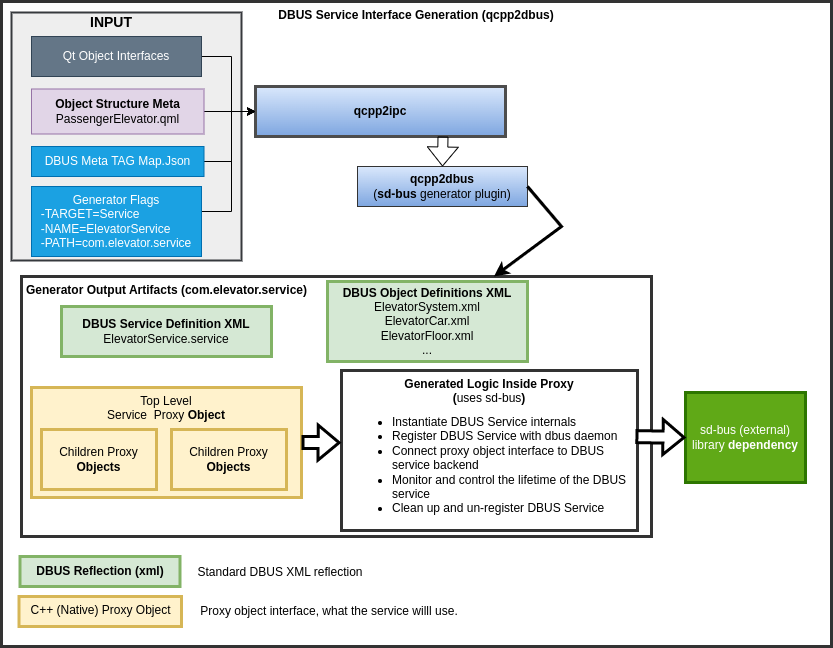 DBUS Service Interface Generation (qcpp2dbus)
INPUT
Qt Object Interfaces
Object Structure Meta
PassengerElevator.qml
DBUS Meta TAG Map.Json
Generator Flags
-TARGET=Service
-NAME=ElevatorService
-PATH=com.elevator.service
qcpp2ipc
qcpp2dbus
(sd-bus generator plugin)
Generator Output Artifacts (com.elevator.service)
DBUS Service Definition XML
ElevatorService.service
DBUS Object Definitions XML
ElevatorSystem.xml
ElevatorCar.xml
ElevatorFloor.xml
...
Top Level
Service Proxy Object
Children Proxy
Objects
Children Proxy
Objects
Generated Logic Inside Proxy
(uses sd-bus)
• Instantiate DBUS Service internals
• Register DBUS Service with dbus daemon
• Connect proxy object interface to DBUS
service backend
• Monitor and control the lifetime of the DBUS
service
• Clean up and un-register DBUS Service
sd-bus (external)
library dependency
DBUS Reflection (xml)
Standard DBUS XML reflection
C++ (Native) Proxy Object
Proxy object interface, what the service willl use.